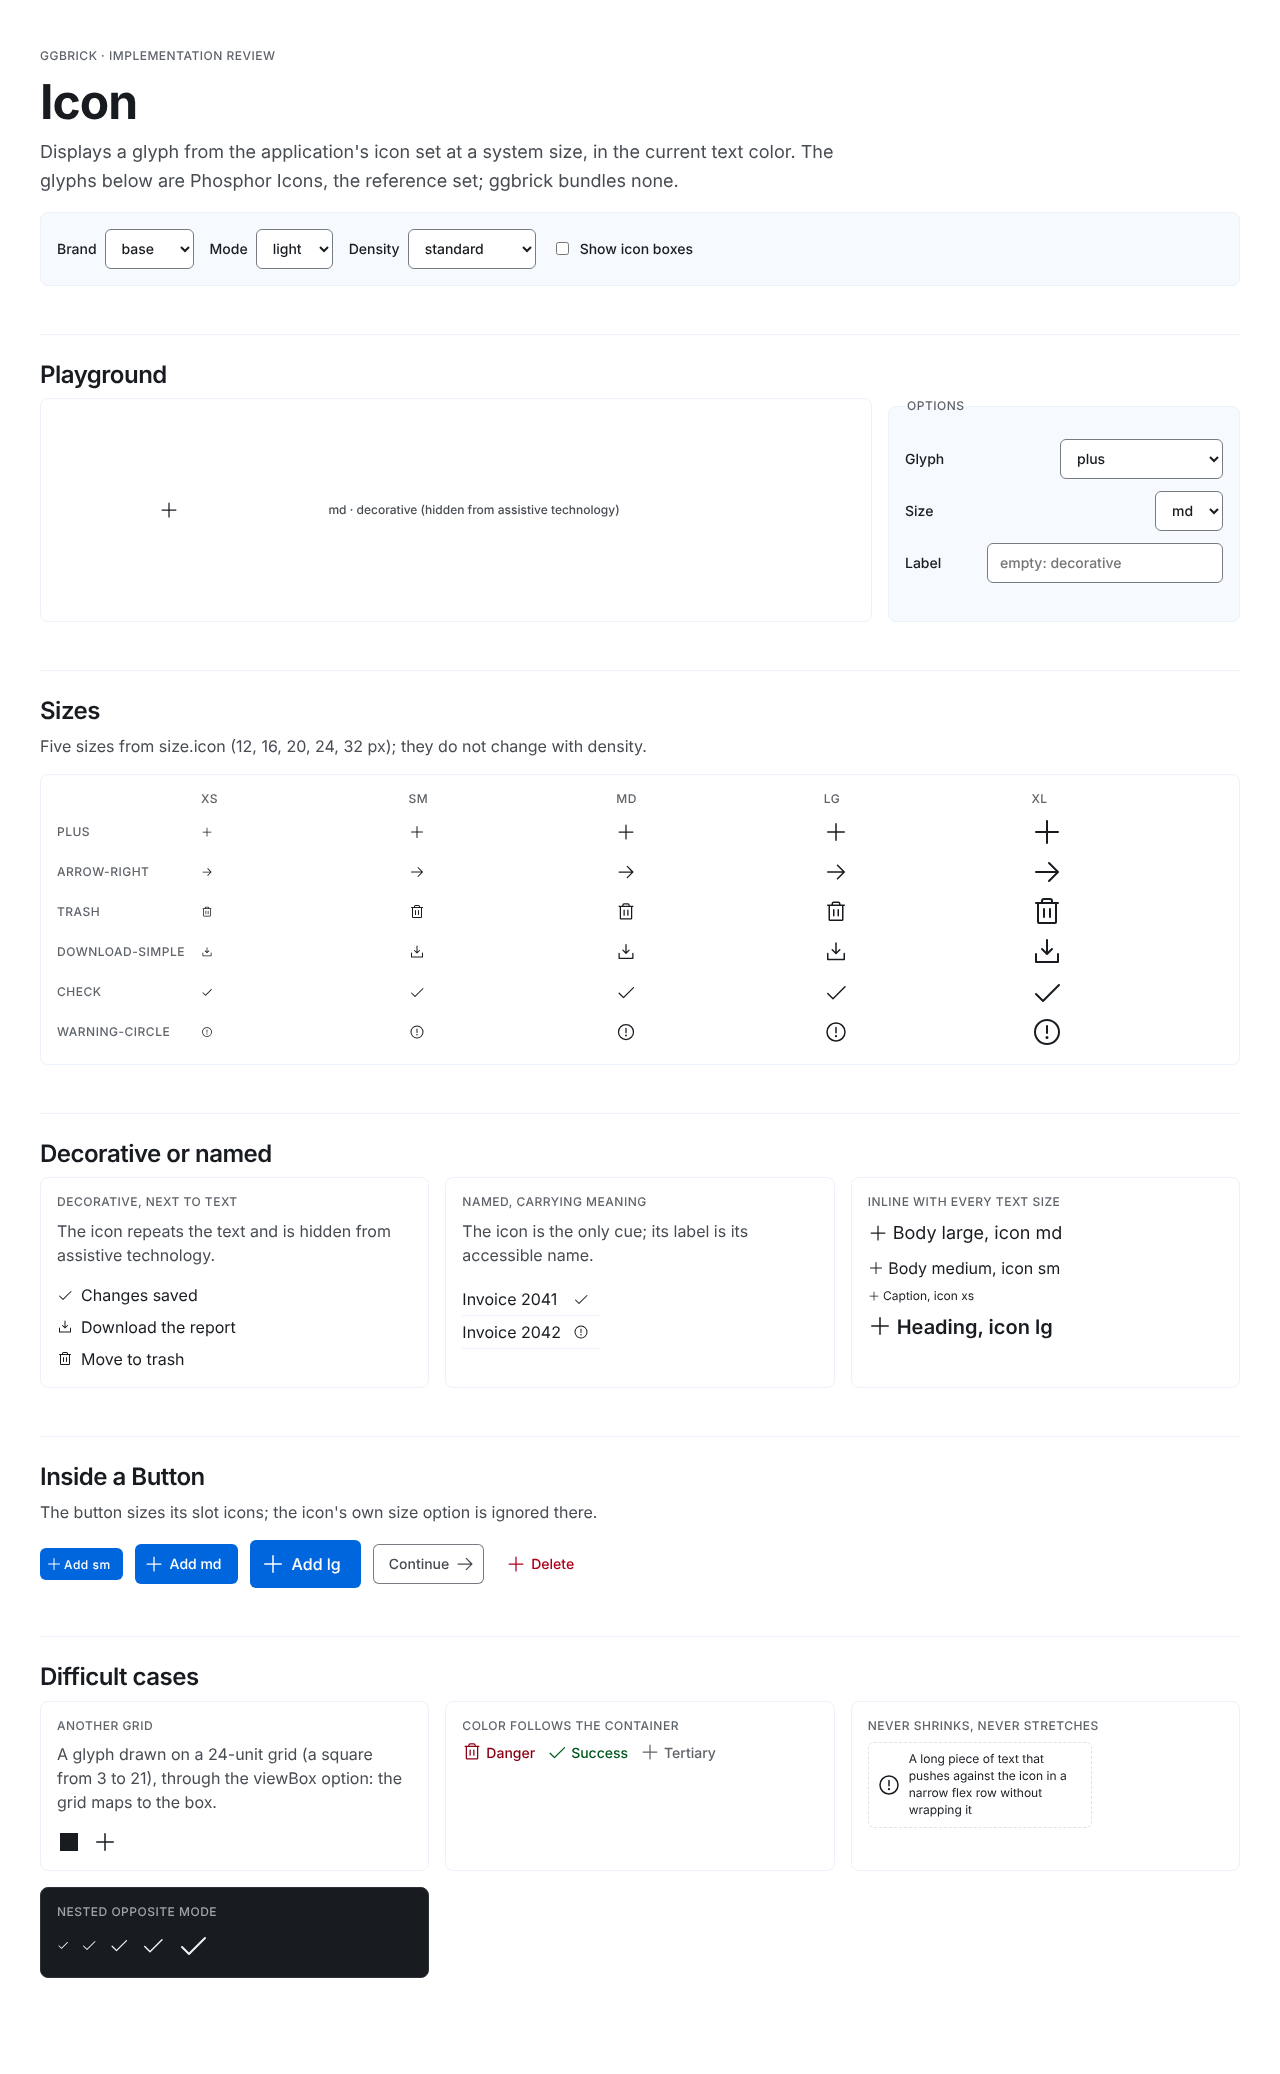 GGBRICK · IMPLEMENTATION REVIEW
Icon
Displays a glyph from the application's icon set at a system size, in the current text color. The
glyphs below are Phosphor Icons, the reference set; ggbrick bundles none.
Brand base Mode light Density standard Show icon boxes
Playground
md · decorative (hidden from assistive technology)
OPTIONS
Glyph plus
Size md
Label empty: decorative
Sizes
Five sizes from size.icon (12, 16, 20, 24, 32 px); they do not change with density.
XS SM MD LG XL
PLUS
ARROW-RIGHT
TRASH
DOWNLOAD-SIMPLE
CHECK
WARNING-CIRCLE
Decorative or named
DECORATIVE, NEXT TO TEXT
The icon repeats the text and is hidden from
assistive technology.
Changes saved
Download the report
Move to trash
NAMED, CARRYING MEANING
The icon is the only cue; its label is its
accessible name.
Invoice 2041
Invoice 2042
INLINE WITH EVERY TEXT SIZE
Body large, icon md
Body medium, icon sm
Caption, icon xs
Heading, icon lg
Inside a Button
The button sizes its slot icons; the icon's own size option is ignored there.
Add sm Add md Add lg Continue Delete
Difficult cases
ANOTHER GRID
A glyph drawn on a 24-unit grid (a square
from 3 to 21), through the viewBox option: the
grid maps to the box.
COLOR FOLLOWS THE CONTAINER
Danger Success Tertiary
NEVER SHRINKS, NEVER STRETCHES
A long piece of text that
pushes against the icon in a
narrow flex row without
wrapping it
NESTED OPPOSITE MODE